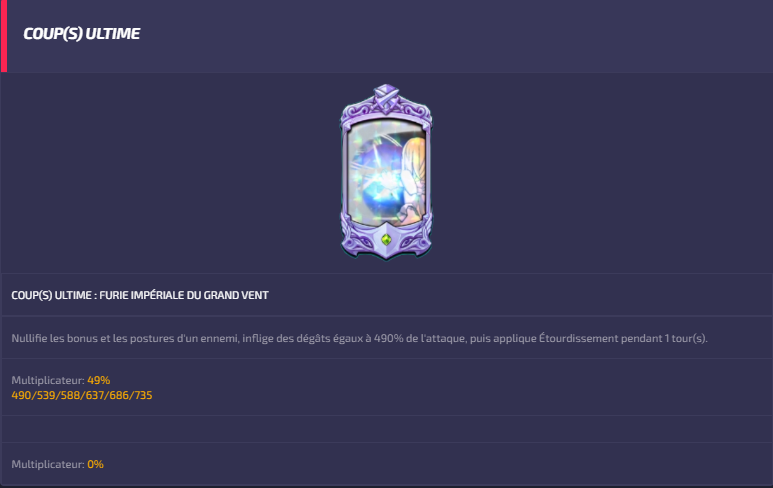 COUP(S) ULTIME
COUP(S) ULTIME : FURIE IMPÉRIALE DU GRAND VENT
Nullifie les bonus et les postures d'un ennemi, inflige des dégâts égaux à 490% de l'attaque, puis applique Étourdissement pendant 1 tour(s).
Multiplicateur: 49%
490/539/588/637/686/735
Multiplicateur: 0%